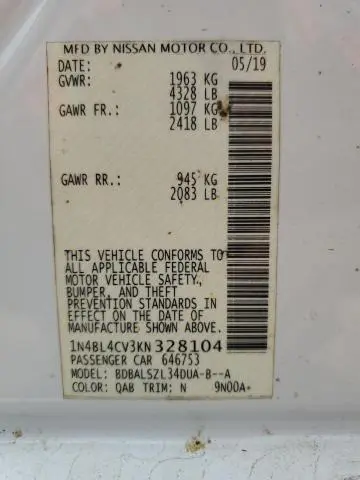 MFD BY NISSAN MOTOR CO., LTD.
DATE: 05/19
GVWR: 1963 KG
4328 LB
GAWR FR.: 1097 KG
2418 LB
GAWR RR.: 945 KG
2083 LB
THIS VEHICLE CONFORMS TO
ALL APPLICABLE FEDERAL
MOTOR VEHICLE SAFETY,
BUMPER, AND THEFT
PREVENTION STANDARDS IN
EFFECT ON THE DATE OF
MANUFACTURE SHOWN ABOVE.
1N4BL4CV3KN328104
PASSENGER CAR 646753
MODEL: BDBALSZL34DUA-B--A
COLOR: QAB TRIM: N 9N00A*